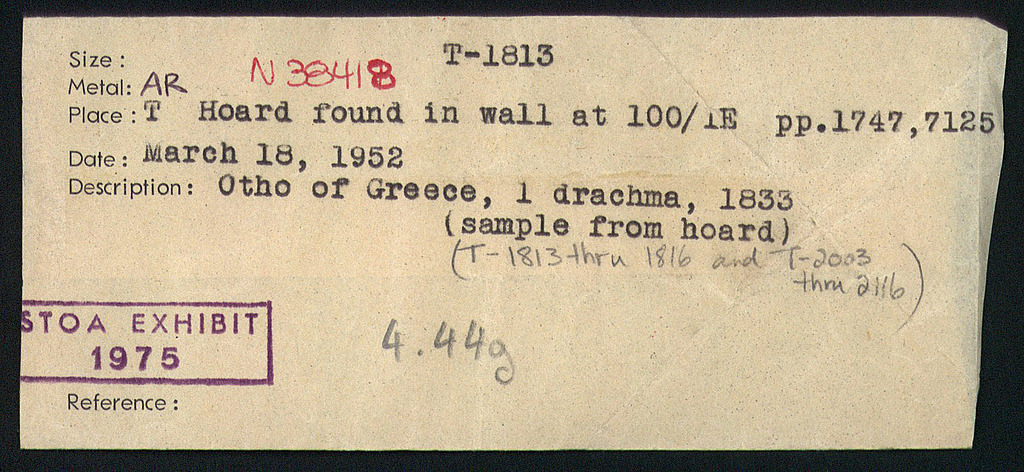 Size: T-1813
Metal: AR N 38418
Place: T Hoard found in wall at 100/1E pp.1747,7125
Date: March 18, 1952
Description: Otho of Greece, 1 drachma, 1833
(sample from hoard)
(T-1813 thru 1816 and T-2003
thru 2116)
STOA EXHIBIT
1975
4.44g
Reference: